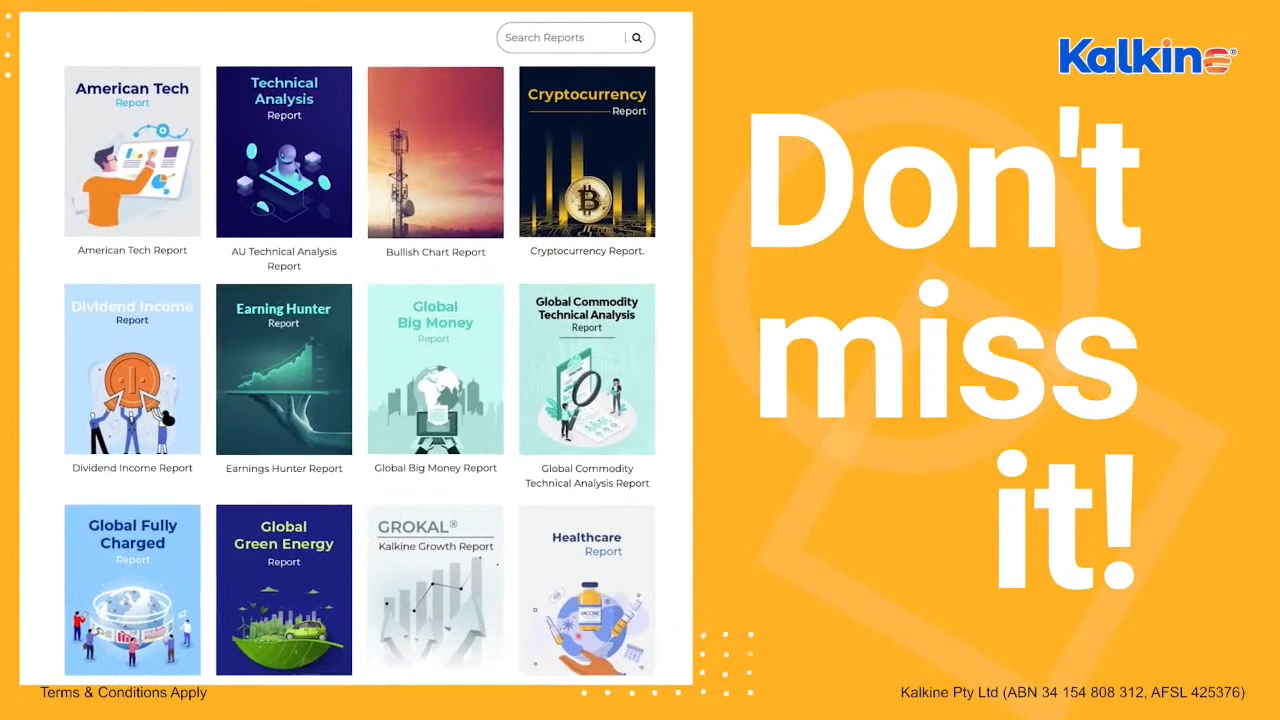 Search Reports
Kalkine®
American Tech
Report
Technical
Analysis
Report
Cryptocurrency
Report
American Tech Report
AU Technical Analysis
Report
Bullish Chart Report
Cryptocurrency Report.
Dividend Income
Report
Earning Hunter
Report
Global
Big Money
Report
Global Commodity
Technical Analysis
Report
Dividend Income Report
Earnings Hunter Report
Global Big Money Report
Global Commodity
Technical Analysis Report
Global Fully
Charged
Report
Global
Green Energy
Report
GROKAL®
Kalkine Growth Report
Healthcare
Report
VACCINE
Don't
miss
it!
Terms & Conditions Apply
Kalkine Pty Ltd (ABN 34 154 808 312, AFSL 425376)